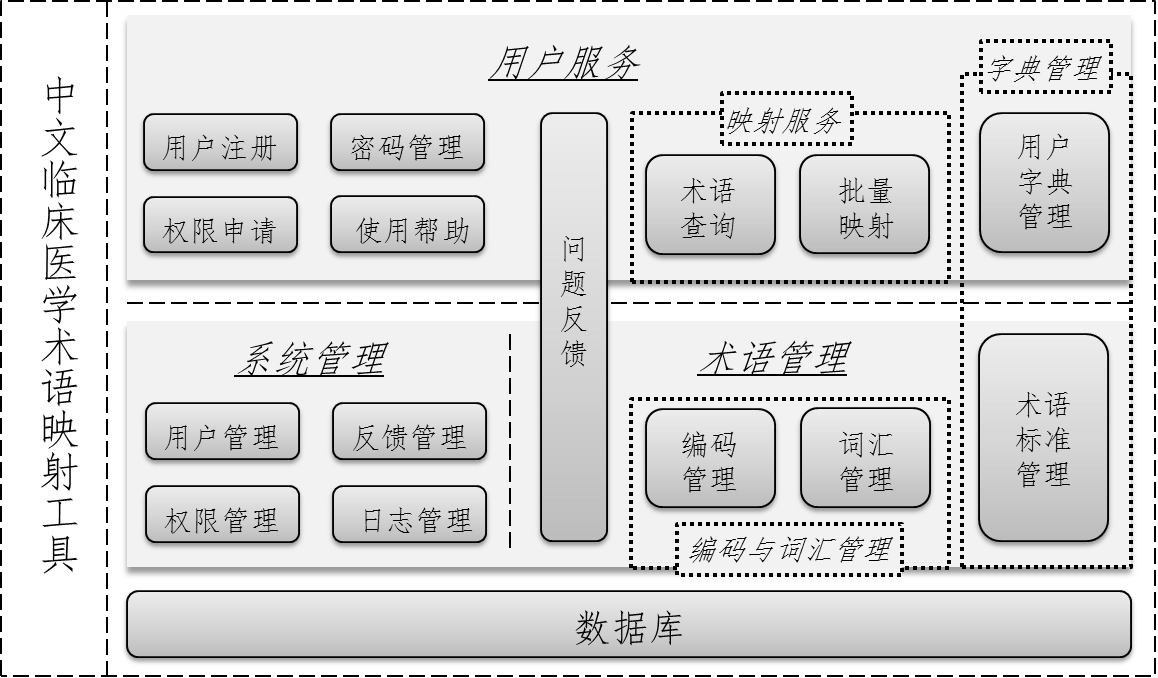 中文临床医学术语映射工具
用户服务
用户注册
密码管理
权限申请
使用帮助
问题反馈
映射服务
术语
查询
批量
映射
字典管理
用户
字典
管理
系统管理
用户管理
反馈管理
权限管理
日志管理
术语管理
编码
管理
词汇
管理
编码与词汇管理
术语
标准
管理
数据库